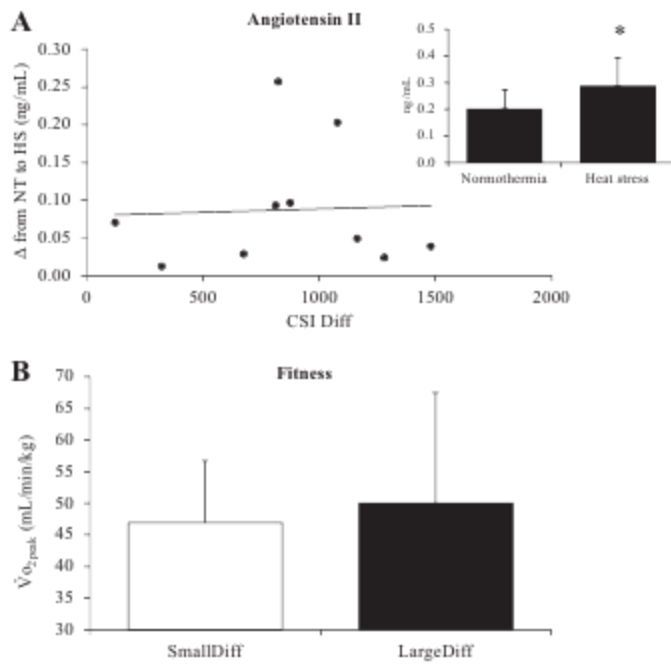 A
Angiotensin II
Δ from NT to HS (ng/mL)
0.30
0.25
0.20
0.15
0.10
0.05
0.00
0
500
1000
1500
2000
CSI Diff
ng/mL
0.5
0.4
0.3
0.2
0.1
0.0
*
Normothermia
Heat stress
B
Fitness
V̇o2peak (mL/min/kg)
70
65
60
55
50
45
40
35
30
SmallDiff
LargeDiff